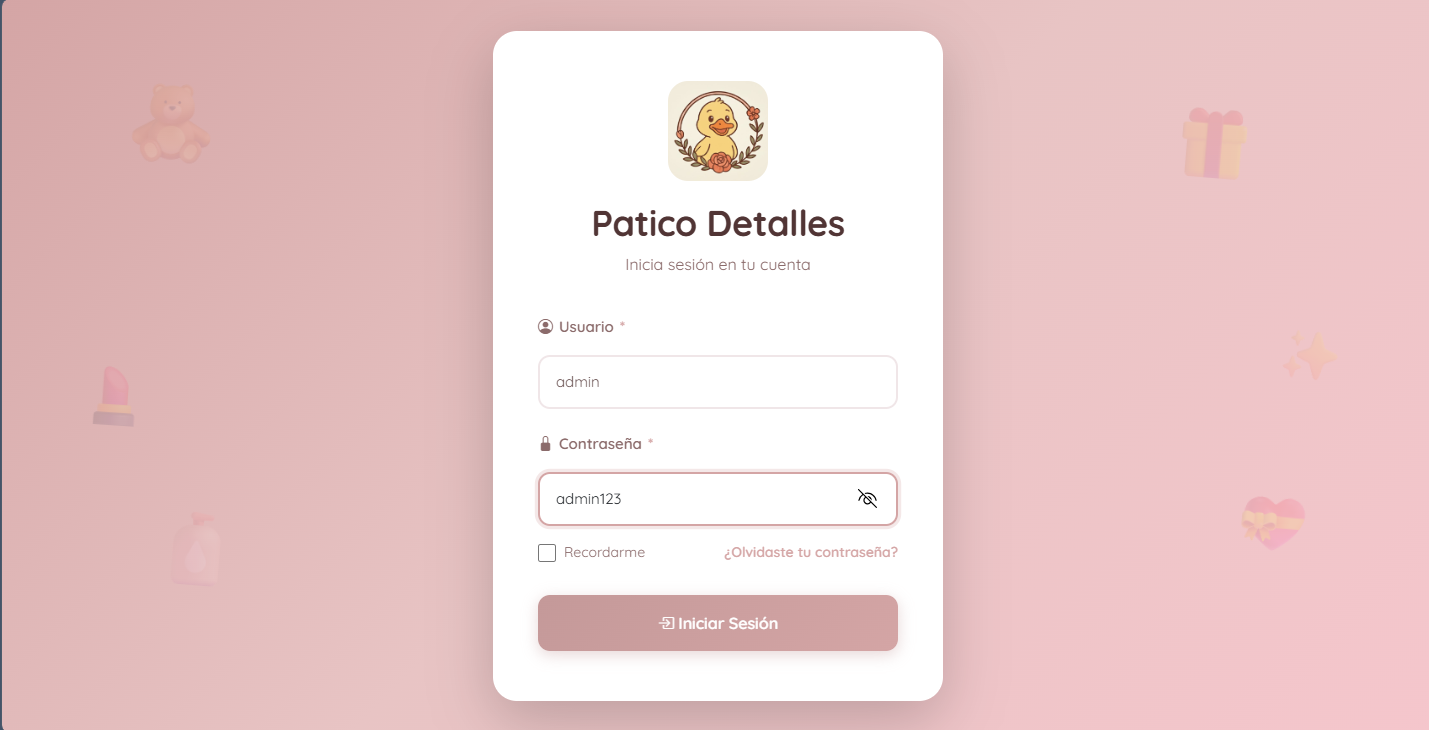 Patico Detalles
Inicia sesión en tu cuenta
Usuario *
admin
Contraseña *
admin123
Recordarme
¿Olvidaste tu contraseña?
Iniciar Sesión